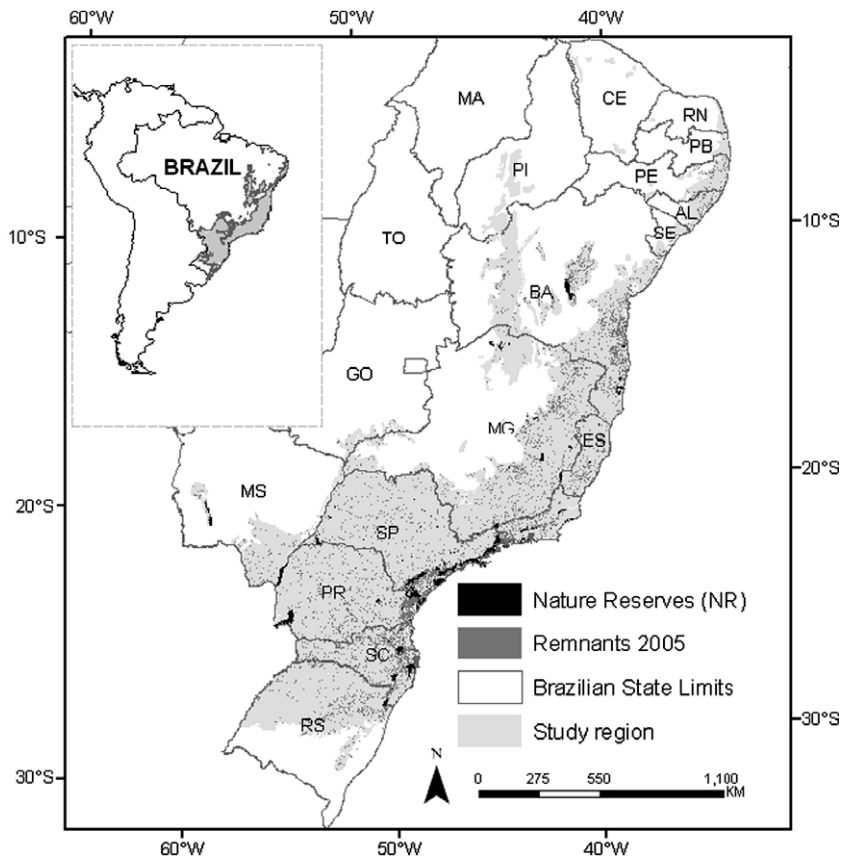 60°W 50°W 40°W
MA
CE
RN
PB
PI
PE
BRAZIL
AL
10°S
10°S
SE
TO
BA
GO
MG
ES
MS
20°S
20°S
SP
PR
Nature Reserves (NR)
Remnants 2005
SC
Brazilian State Limits
RS
Study region
30°S
30°S
N
0 275 550 1,100
KM
60°W 50°W 40°W